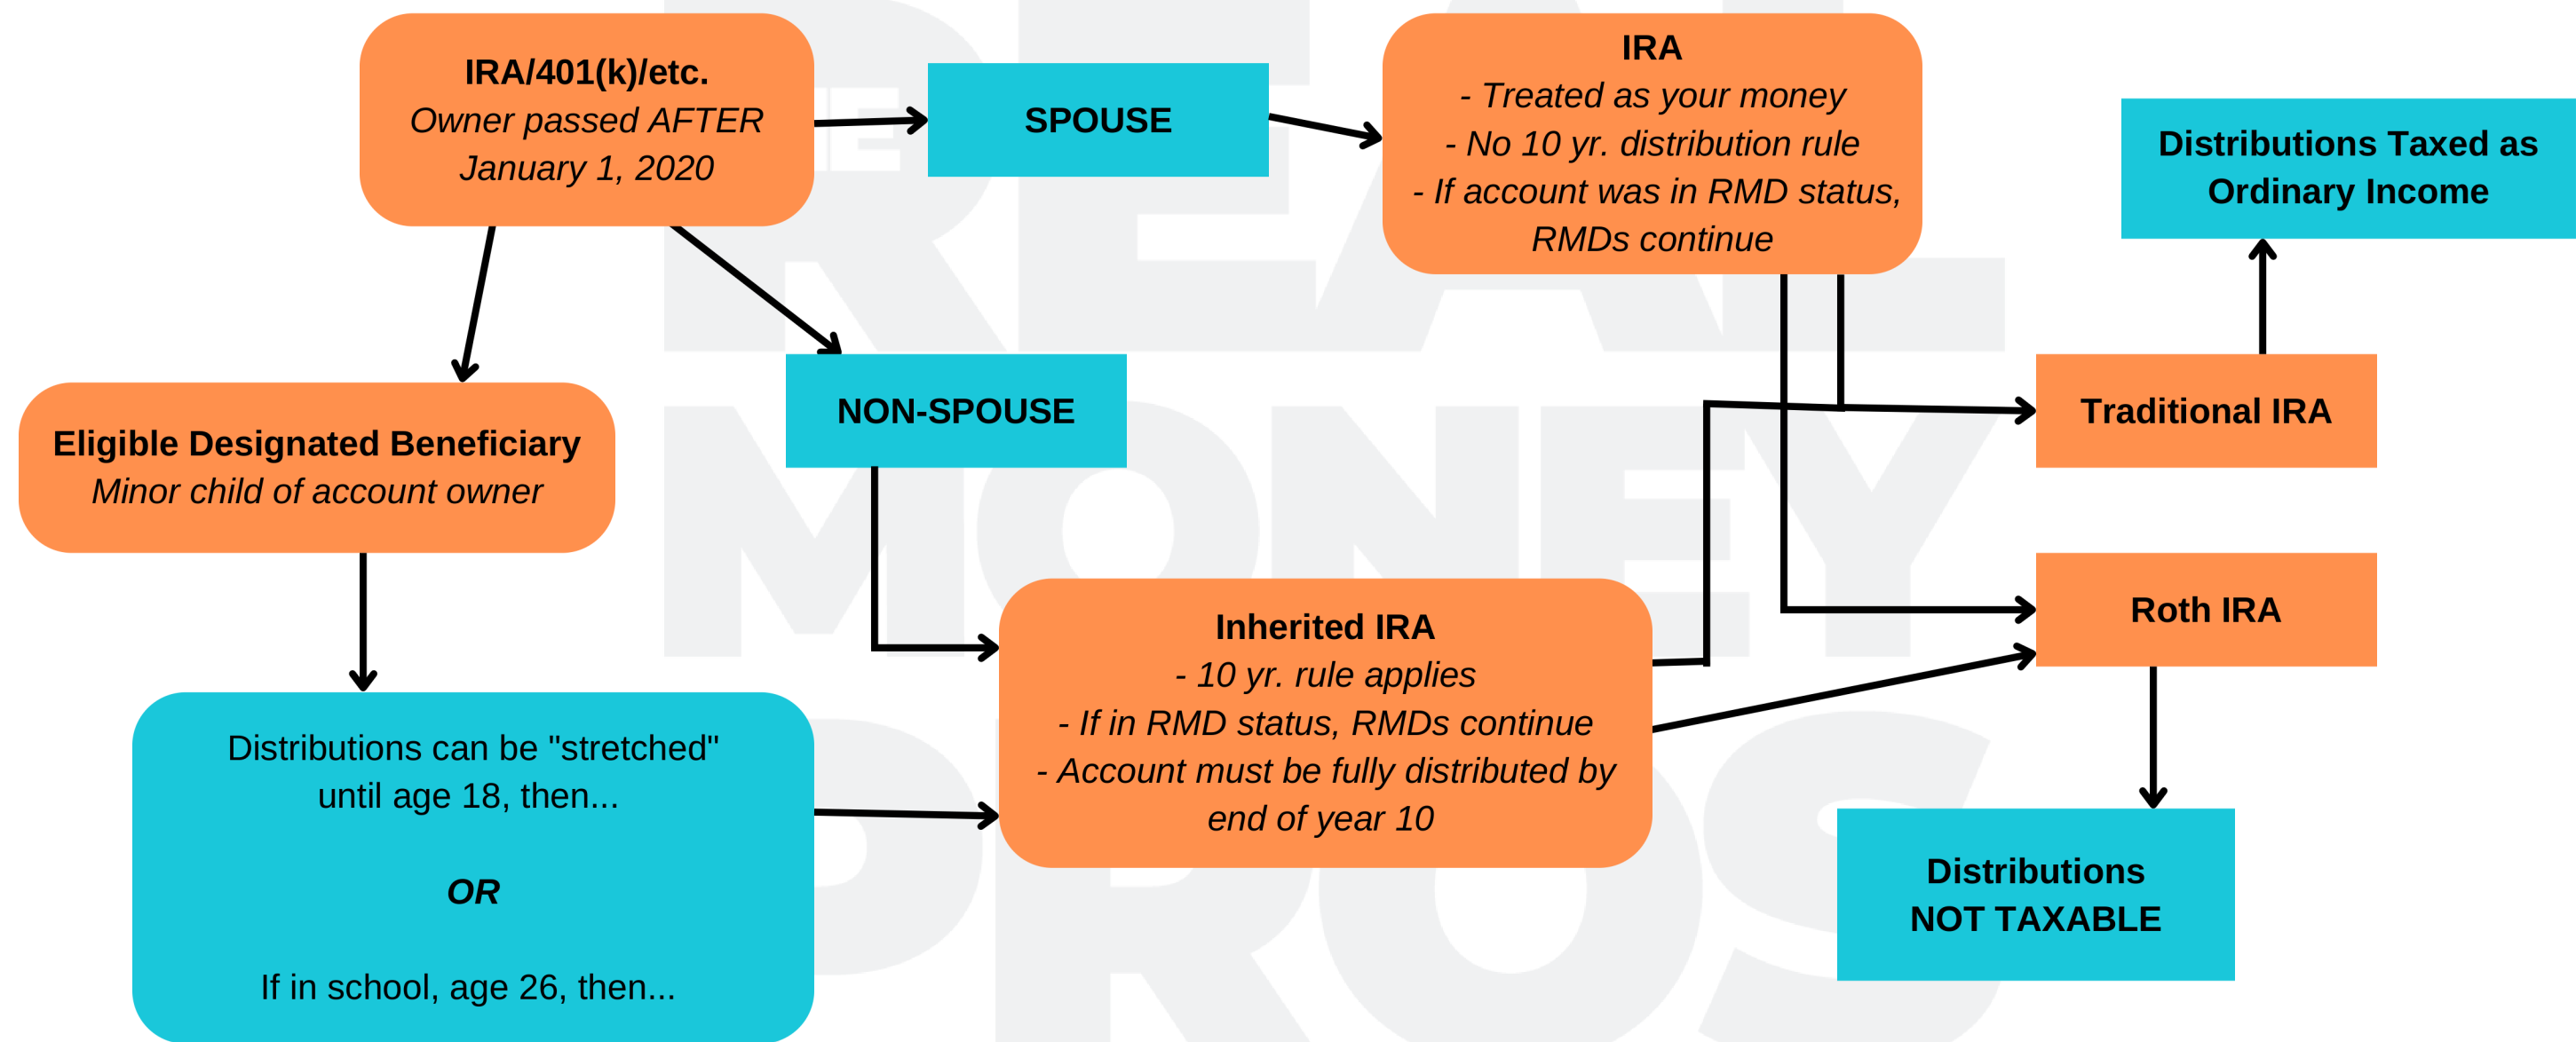 IRA/401(k)/etc.
Owner passed AFTER
January 1, 2020
SPOUSE
IRA
- Treated as your money
- No 10 yr. distribution rule
- If account was in RMD status,
RMDs continue
Distributions Taxed as
Ordinary Income
Eligible Designated Beneficiary
Minor child of account owner
NON-SPOUSE
Traditional IRA
Roth IRA
Inherited IRA
- 10 yr. rule applies
- If in RMD status, RMDs continue
- Account must be fully distributed by
end of year 10
Distributions can be "stretched"
until age 18, then...
OR
If in school, age 26, then...
Distributions
NOT TAXABLE
REAL
MONEY
PROS